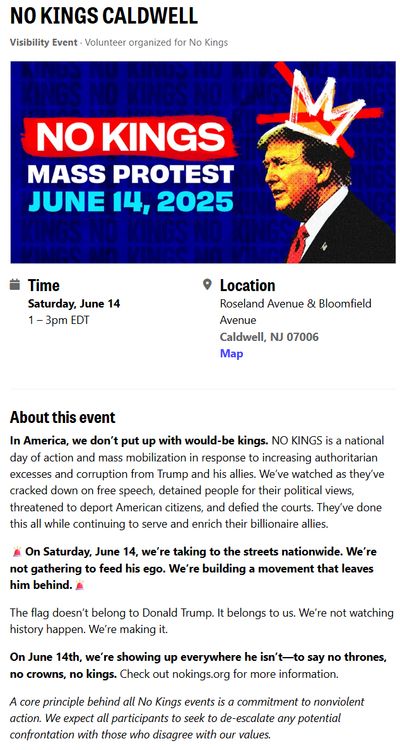 NO KINGS CALDWELL
Visibility Event · Volunteer organized for No Kings
NO KINGS
MASS PROTEST
JUNE 14, 2025
Time
Saturday, June 14
1 – 3pm EDT
Location
Roseland Avenue & Bloomfield
Avenue
Caldwell, NJ 07006
Map
About this event
In America, we don’t put up with would-be kings. NO KINGS is a national
day of action and mass mobilization in response to increasing authoritarian
excesses and corruption from Trump and his allies. We’ve watched as they’ve
cracked down on free speech, detained people for their political views,
threatened to deport American citizens, and defied the courts. They’ve done
this all while continuing to serve and enrich their billionaire allies.
🚨 On Saturday, June 14, we’re taking to the streets nationwide. We’re
not gathering to feed his ego. We’re building a movement that leaves
him behind. 🚨
The flag doesn’t belong to Donald Trump. It belongs to us. We’re not watching
history happen. We’re making it.
On June 14th, we’re showing up everywhere he isn’t—to say no thrones,
no crowns, no kings. Check out nokings.org for more information.
A core principle behind all No Kings events is a commitment to nonviolent
action. We expect all participants to seek to de-escalate any potential
confrontation with those who disagree with our values.